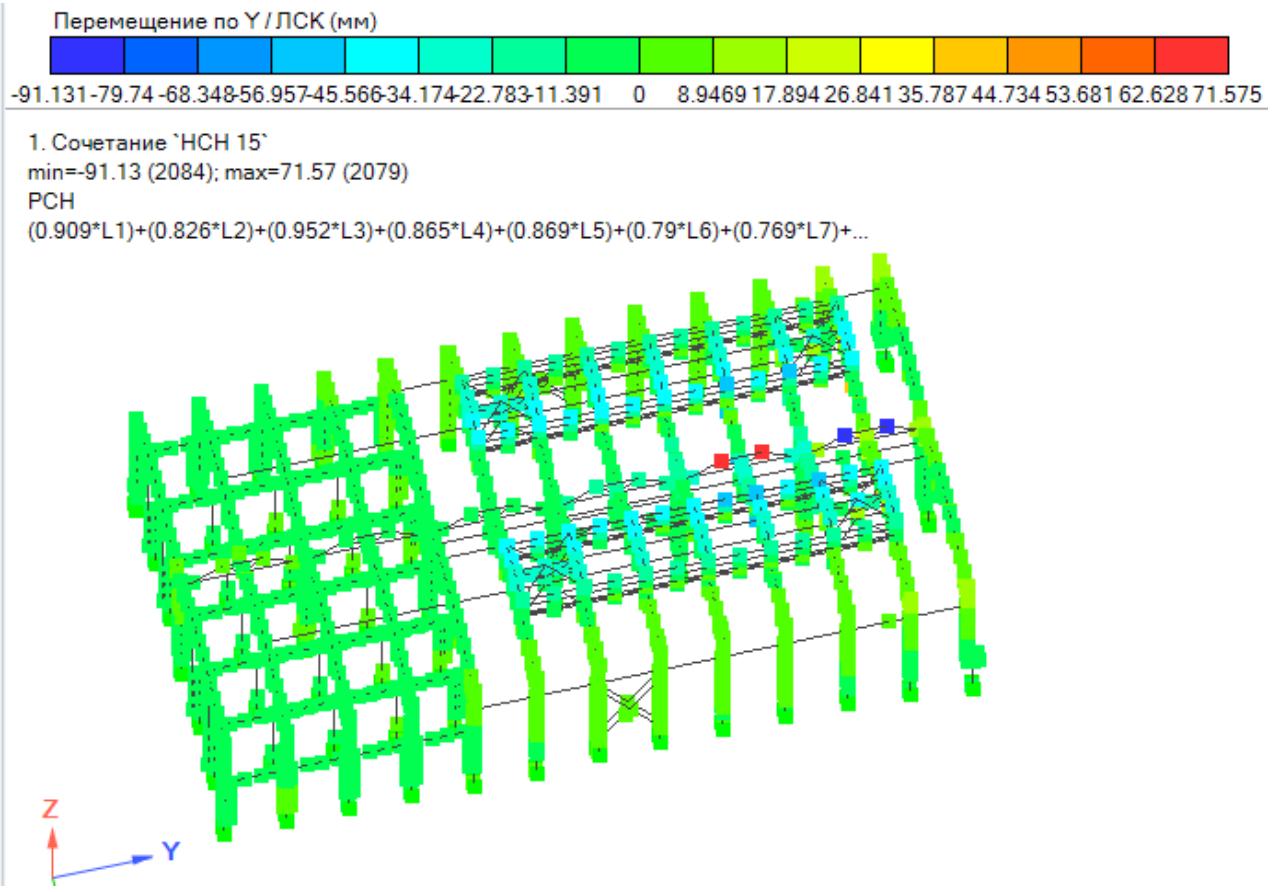 Перемещение по Y / ЛСК (мм)
-91.131 -79.74 -68.348 -56.957 -45.566 -34.174 -22.783 -11.391 0 8.9469 17.894 26.841 35.787 44.734 53.681 62.628 71.575
1. Сочетание `НСН 15`
min=-91.13 (2084); max=71.57 (2079)
РСН
(0.909*L1)+(0.826*L2)+(0.952*L3)+(0.865*L4)+(0.869*L5)+(0.79*L6)+(0.769*L7)+...
Z
Y